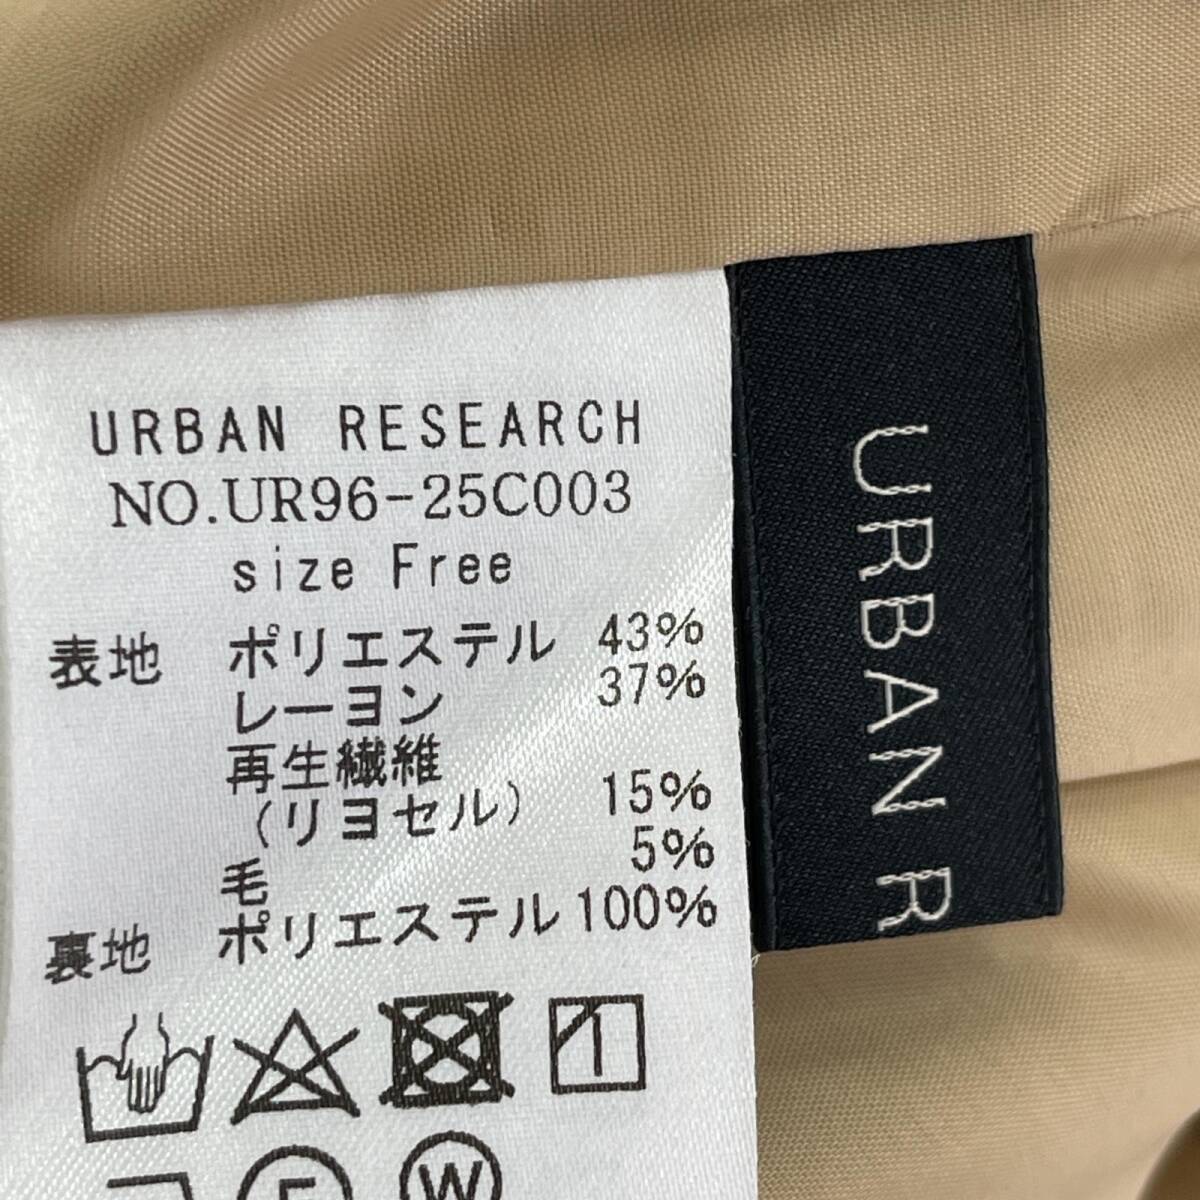 URBAN RESEARCH
NO.UR96-25C003
size Free
表地 ポリエステル 43%
レーヨン 37%
再生繊維
(リヨセル) 15%
毛 5%
裏地 ポリエステル 100%
F
W
URBAN R